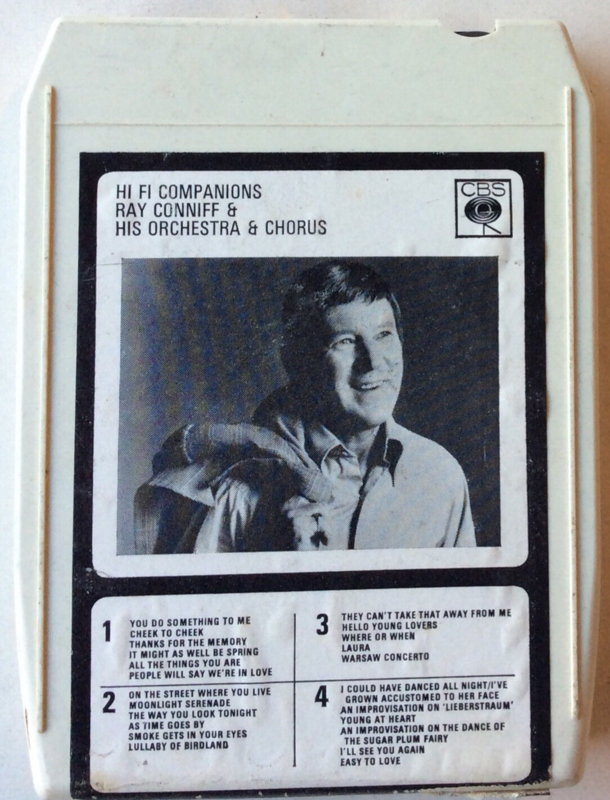 HI FI COMPANIONS
RAY CONNIFF &
HIS ORCHESTRA & CHORUS
CBS
1
YOU DO SOMETHING TO ME
CHEEK TO CHEEK
THANKS FOR THE MEMORY
IT MIGHT AS WELL BE SPRING
ALL THE THINGS YOU ARE
PEOPLE WILL SAY WE'RE IN LOVE
2
ON THE STREET WHERE YOU LIVE
MOONLIGHT SERENADE
THE WAY YOU LOOK TONIGHT
AS TIME GOES BY
SMOKE GETS IN YOUR EYES
LULLABY OF BIRDLAND
3
THEY CAN'T TAKE THAT AWAY FROM ME
HELLO YOUNG LOVERS
WHERE OR WHEN
LAURA
WARSAW CONCERTO
4
I COULD HAVE DANCED ALL NIGHT/I'VE
GROWN ACCUSTOMED TO HER FACE
AN IMPROVISATION ON 'LIEBERSTRAUM'
YOUNG AT HEART
AN IMPROVISATION ON THE DANCE OF
THE SUGAR PLUM FAIRY
I'LL SEE YOU AGAIN
EASY TO LOVE